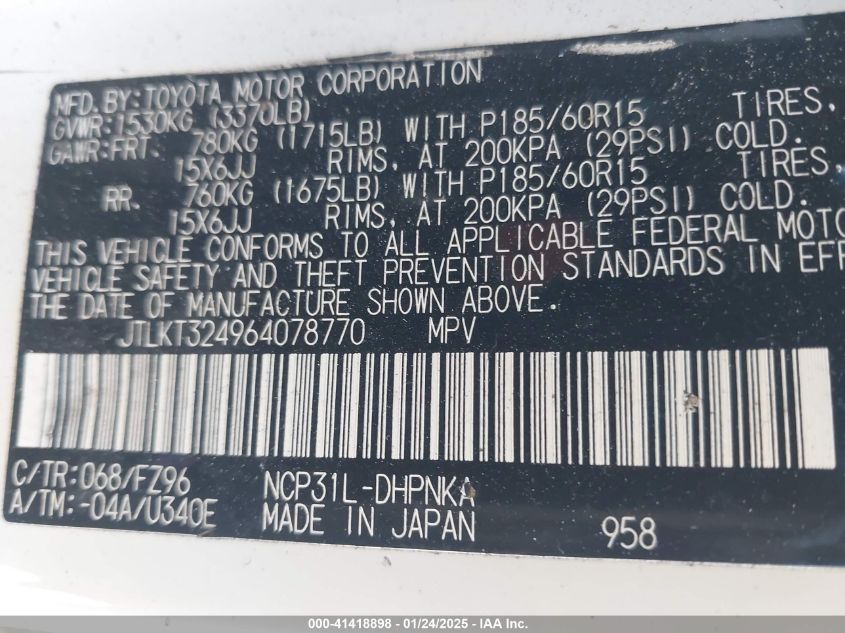 MFD. BY:TOYOTA MOTOR CORPORATION
GVWR:1530KG (3370LB)
GAWR:FRT. 780KG (1715LB) WITH P185/60R15 TIRES,
15X6JJ RIMS, AT 200KPA (29PSI) COLD.
RR. 760KG (1675LB) WITH P185/60R15 TIRES,
15X6JJ RIMS, AT 200KPA (29PSI) COLD.
THIS VEHICLE CONFORMS TO ALL APPLICABLE FEDERAL MOTO
VEHICLE SAFETY AND THEFT PREVENTION STANDARDS IN EFF
THE DATE OF MANUFACTURE SHOWN ABOVE.
JTLKT324964078770 MPV
C/TR:068/FZ96 NCP31L-DHPNKA
A/TM:-04A/U340E MADE IN JAPAN 958
000-41418898 - 01/24/2025 - IAA Inc.